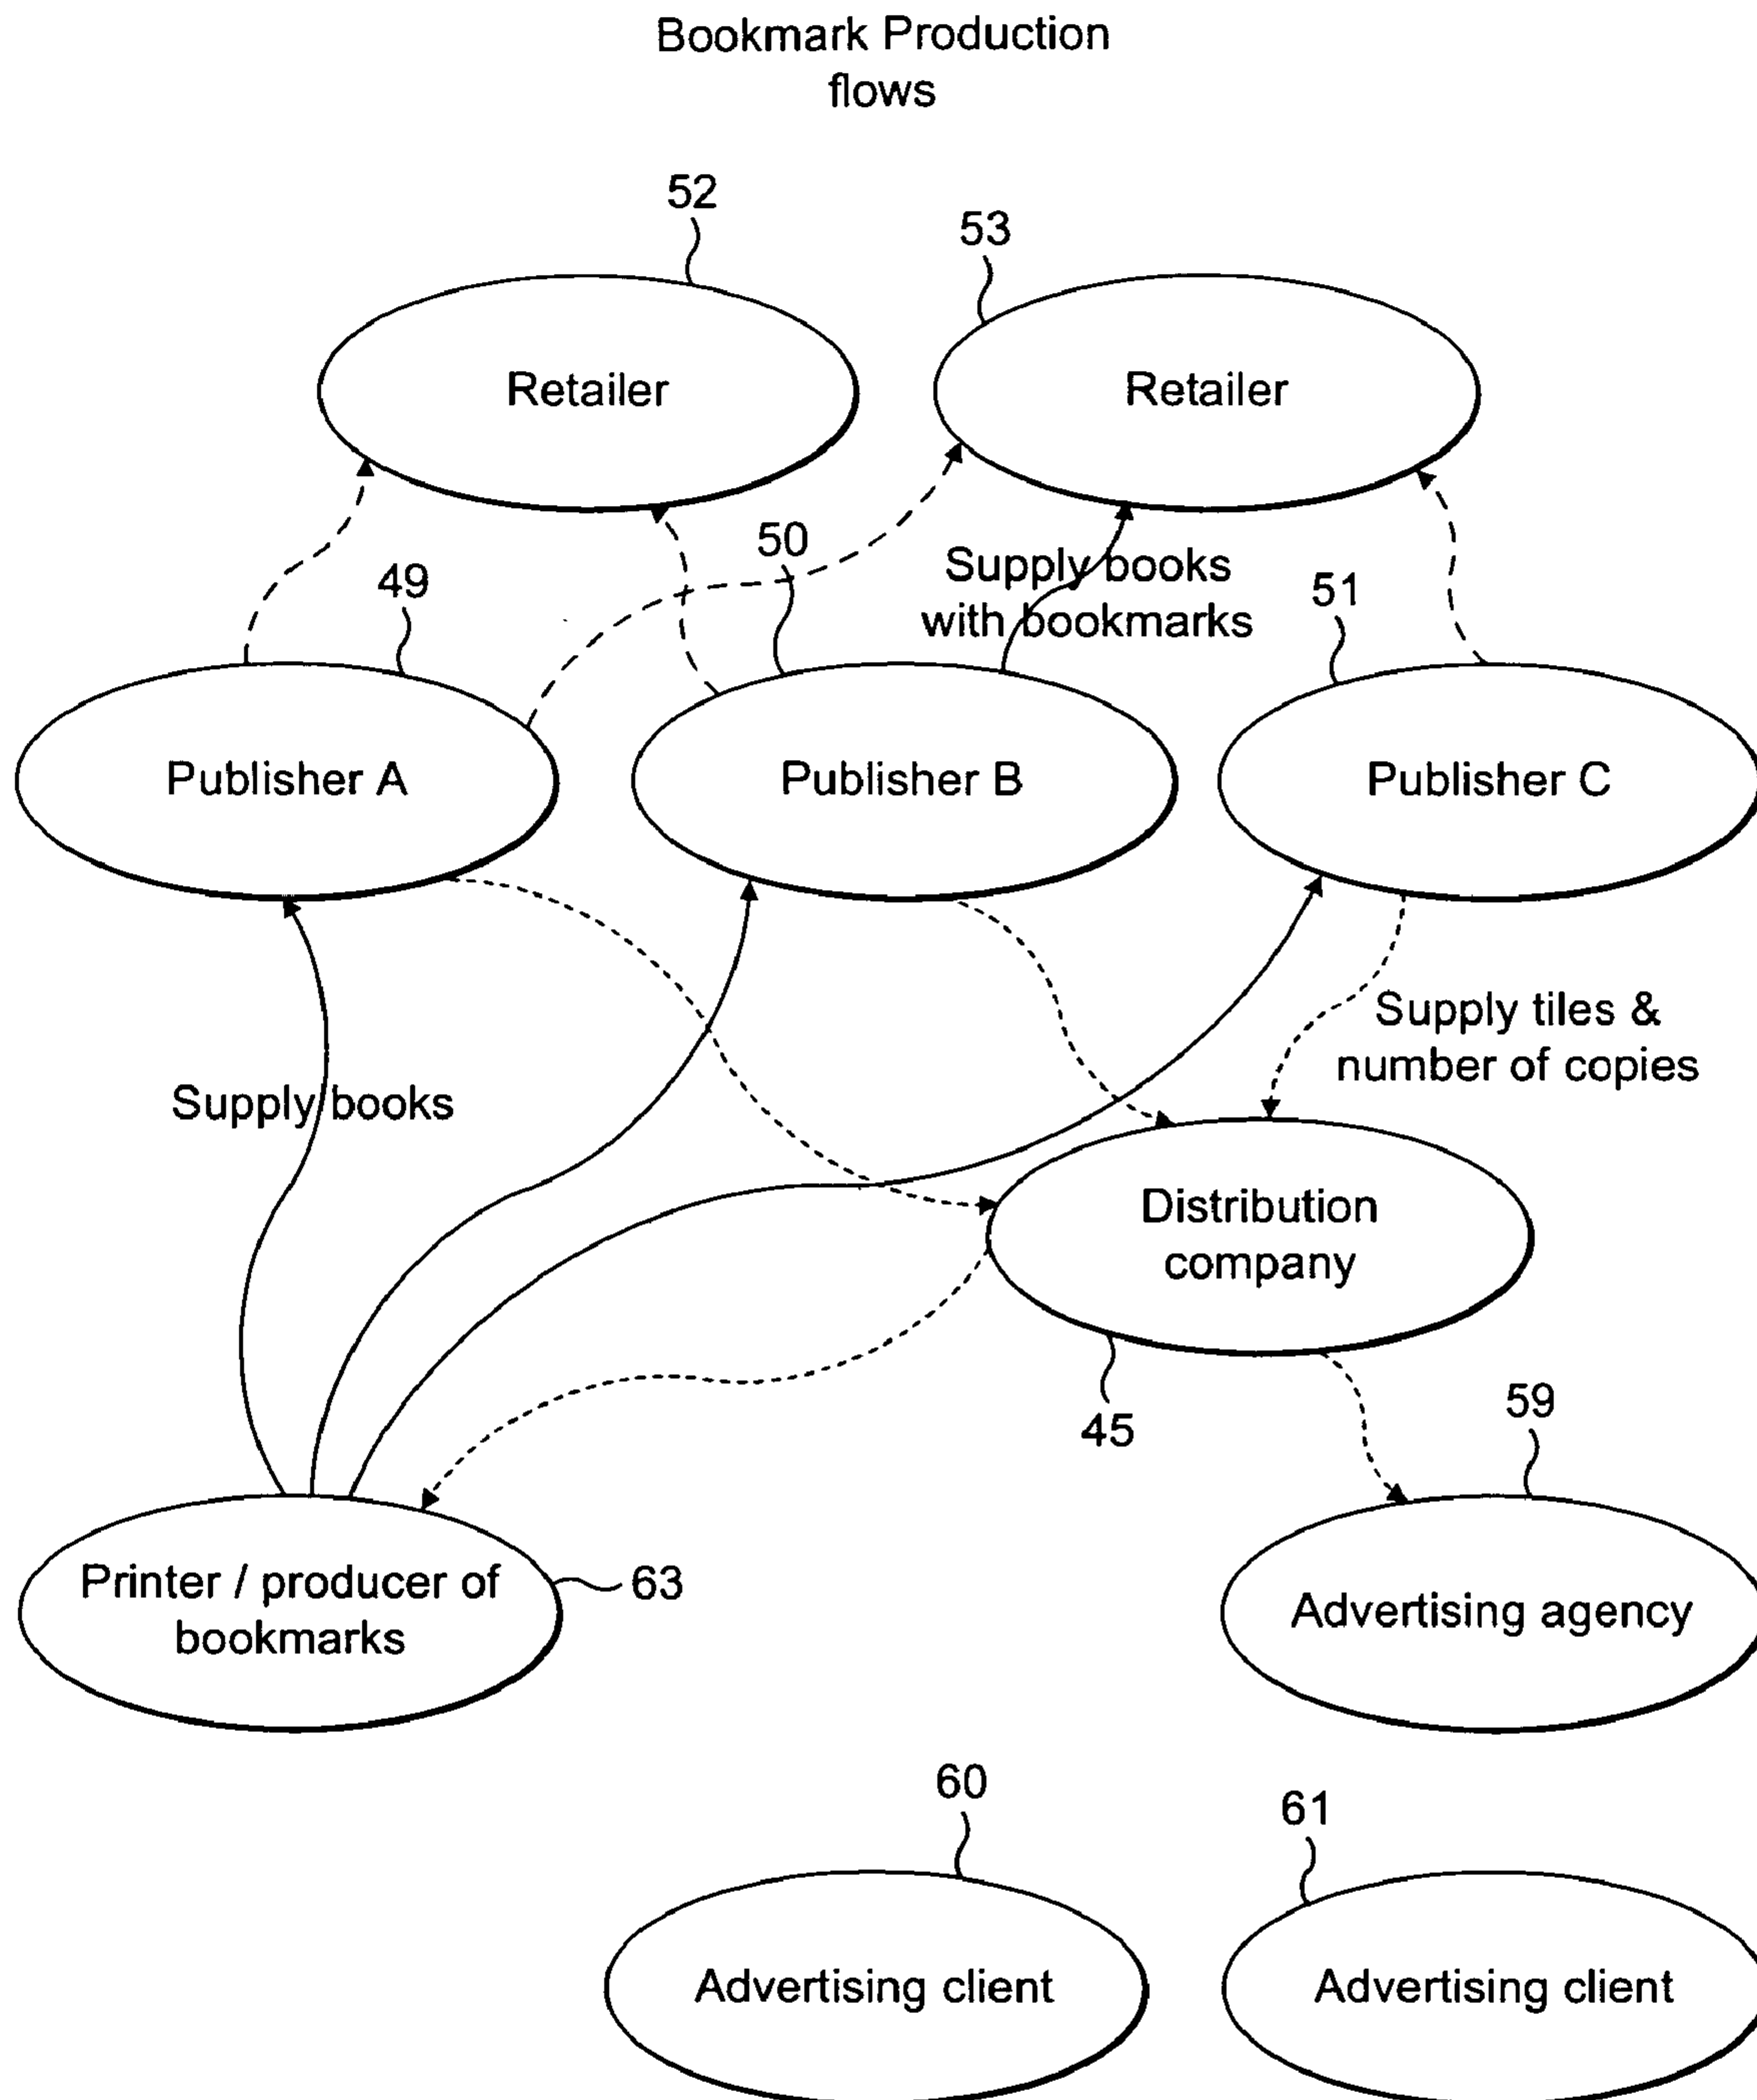 Bookmark Production
flows
52
53
Retailer
Retailer
50
Supply books
with bookmarks
49
51
Publisher A
Publisher B
Publisher C
Supply tiles &
number of copies
Supply books
Distribution
company
45
59
Printer / producer of
bookmarks
63
Advertising agency
60
61
Advertising client
Advertising client